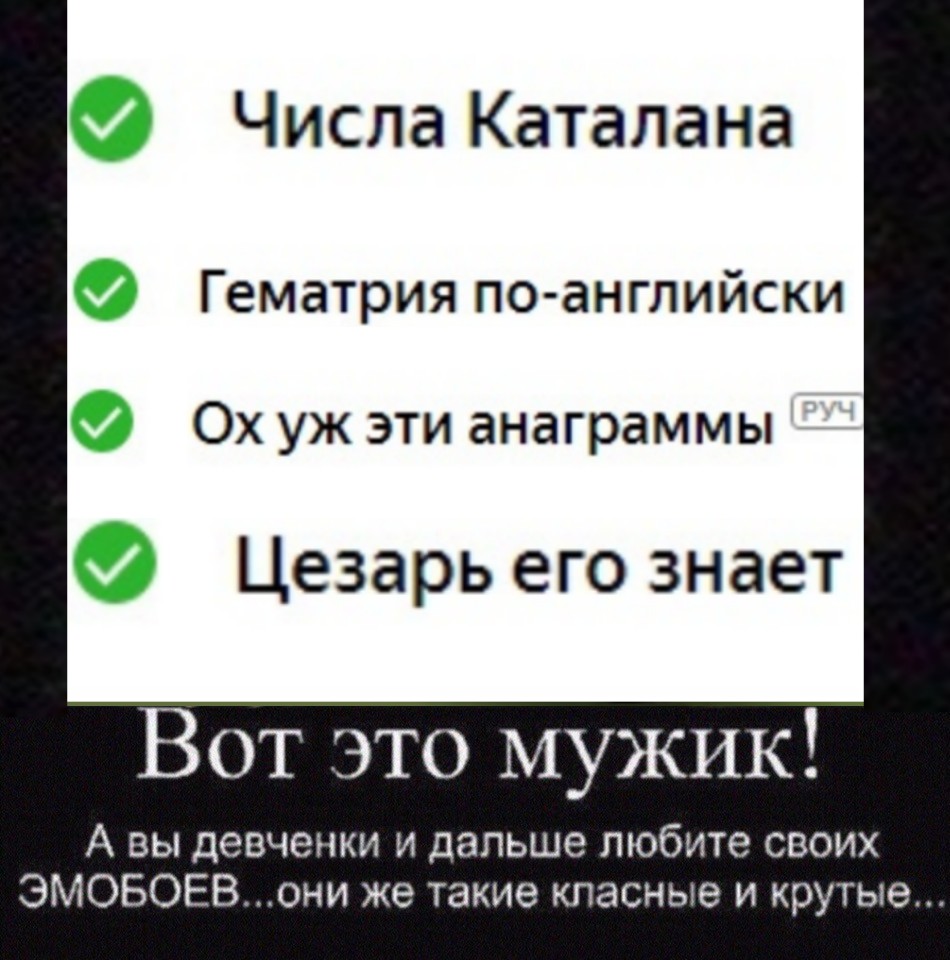 Числа Каталана
Гематрия по-английски
Ох уж эти анаграммы РУЧ
Цезарь его знает
Вот это мужик!
А вы девченки и дальше любите своих
ЭМОБОЕВ...они же такие класные и крутые...